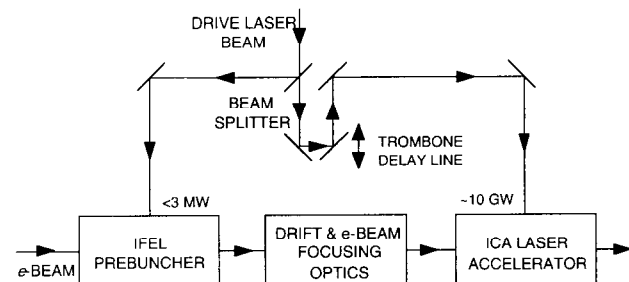 DRIVE LASER
BEAM
BEAM
SPLITTER
TROMBONE
DELAY LINE
<3 MW
~10 GW
e-BEAM
IFEL
PREBUNCHER
DRIFT & e-BEAM
FOCUSING
OPTICS
ICA LASER
ACCELERATOR